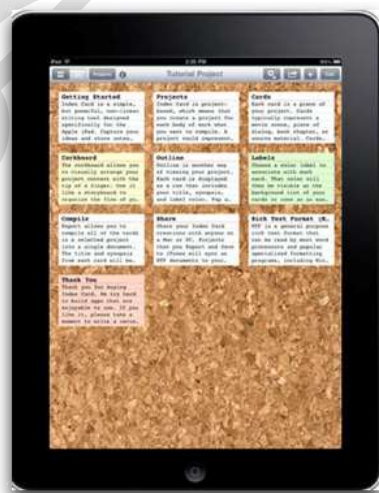 iPad
2:35 PM
Projects
Tutorial Project
Edit
Getting Started
Index Card is a simple,
but powerful, non-linear
writing tool designed
specifically for the
Apple iPad. Capture your
ideas and store notes,
Projects
Index Card is project-
based, which means that
you create a project for
each body of work that
you want to compile. A
project could represent,
Cards
Each card is a piece of
your project. Cards
typically represent a
movie scene, piece of
dialog, book chapter, or
source material. Cards,
Corkboard
The corkboard allows you
to visually arrange your
project content with the
tip of a finger. Use it
like a storyboard to
organize the flow of yo…
Outline
Outline is another way
of viewing your project.
Each card is displayed
as a row that includes
title, synopsis,
and label color. Tap a…
Labels
Choose a color label to
associate with each
card. That color will
then be visible as the
background color of your
cards
Compile
Export allows you to
compile all of the cards
in a selected project
into a single document.
The title and synopsis
from each card will be…
Share
Share your Index Card
creations with anyone on
a Mac or PC. Projects
that you Export and Save
to iTunes will sync as
RTF documents to your…
Rich Text Format (R…
RTF is a general purpose
rich text format that
can be read by most word
processors and popular
specialized formatting
programs, including
Thank You
Thank you for buying
Index Card. We try hard
to build apps that are
enjoyable to use. If you
like it, please take a
moment to write a